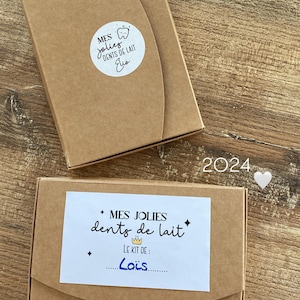 MES
jolies
DENTS DE LAIT
Elio
2024
MES JOLIES
dents de lait
LE KIT DE :
......Loïs..........